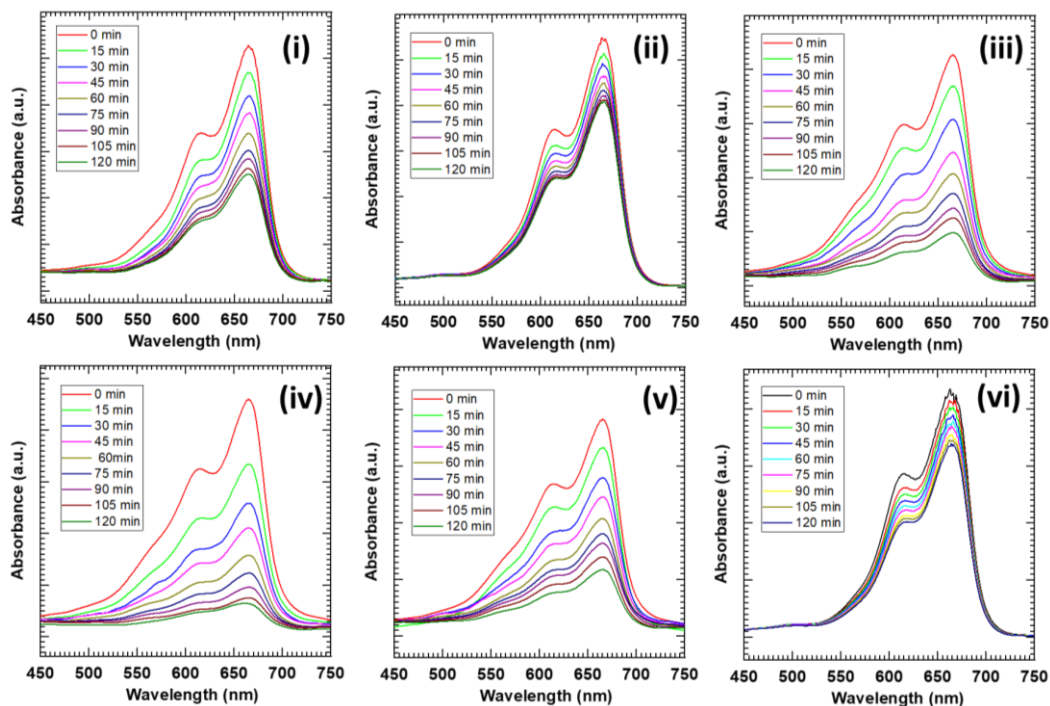 (i)
0 min
15 min
30 min
45 min
60 min
75 min
90 min
105 min
120 min
Absorbance (a.u.)
450 500 550 600 650 700 750
Wavelength (nm)
(ii)
0 min
15 min
30 min
45 min
60 min
75 min
90 min
105 min
120 min
Absorbance (a.u.)
450 500 550 600 650 700 750
Wavelength (nm)
(iii)
0 min
15 min
30 min
45 min
60 min
75 min
90 min
105 min
120 min
Absorbance (a.u.)
450 500 550 600 650 700 750
Wavelength (nm)
(iv)
0 min
15 min
30 min
45 min
60min
75 min
90 min
105 min
120 min
Absorbance (a.u.)
450 500 550 600 650 700 750
Wavelength (nm)
(v)
0 min
15 min
30 min
45 min
60 min
75 min
90 min
105 min
120 min
Absorbance (a.u.)
450 500 550 600 650 700 750
Wavelength (nm)
(vi)
0 min
15 min
30 min
45 min
60 min
75 min
90 min
105 min
120 min
Absorbance (a.u.)
450 500 550 600 650 700 750
Wavelength (nm)